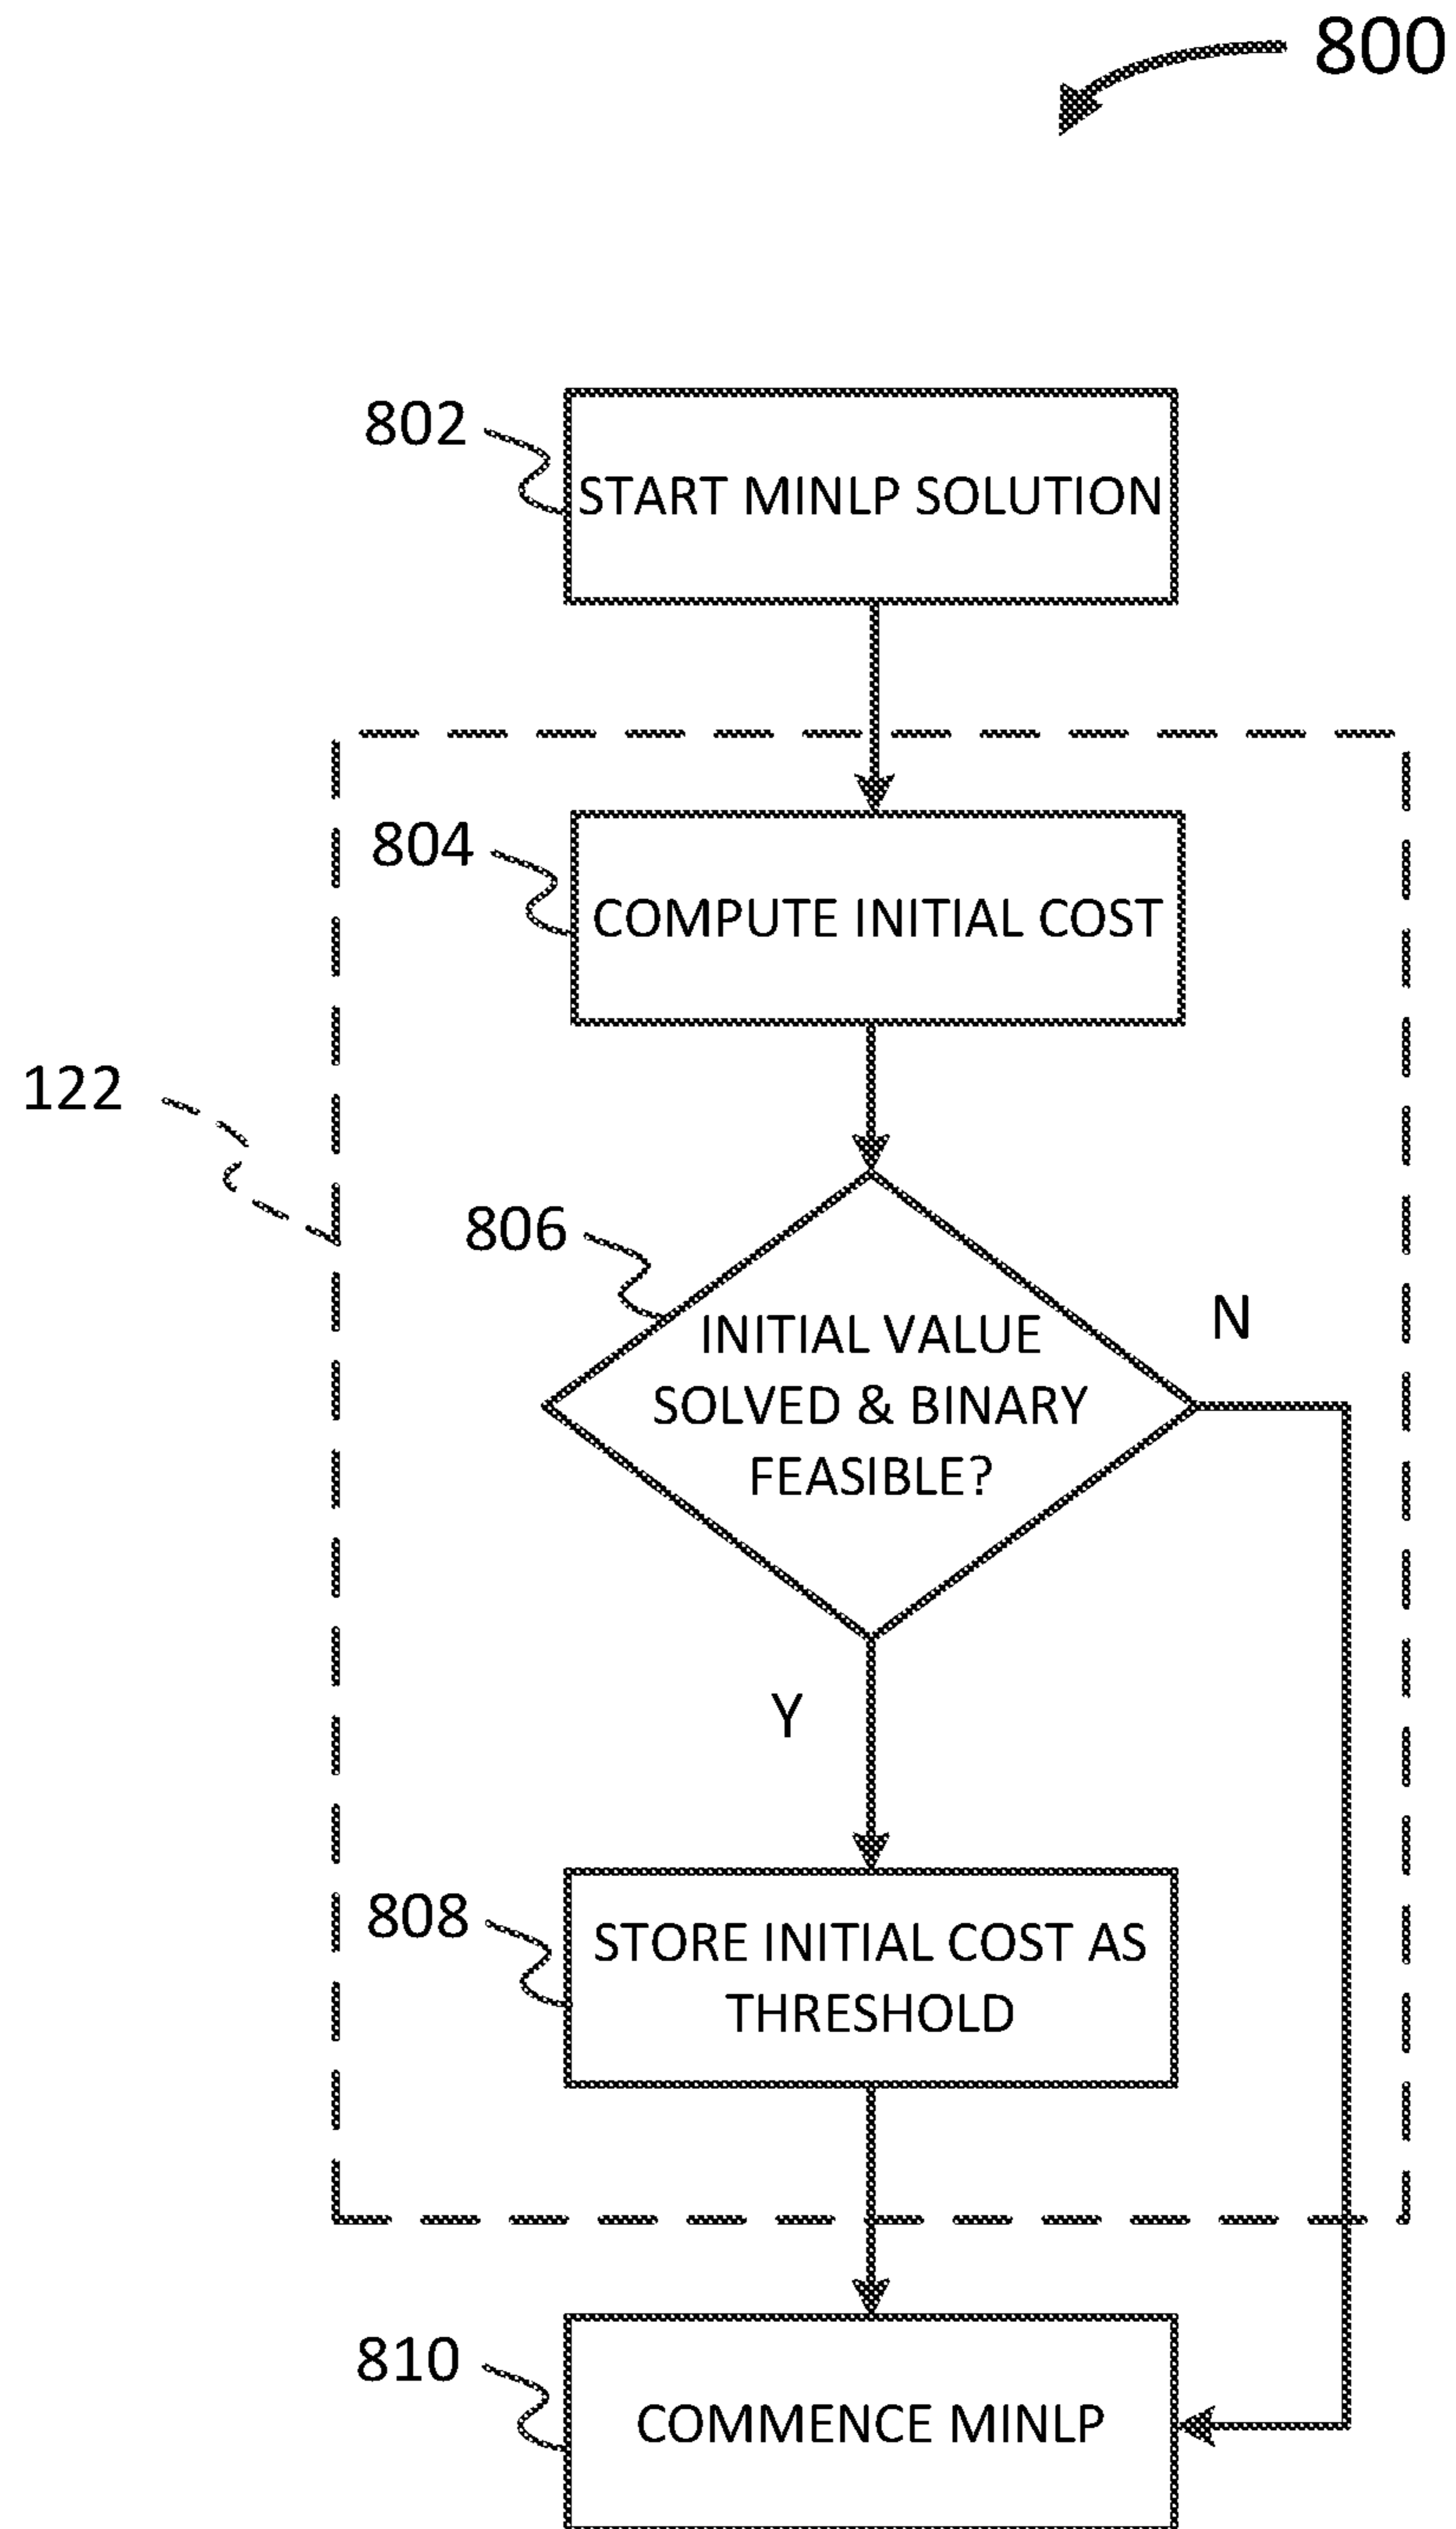 800
802
START MINLP SOLUTION
804
COMPUTE INITIAL COST
122
806
INITIAL VALUE
SOLVED & BINARY
FEASIBLE?
N
Y
808
STORE INITIAL COST AS
THRESHOLD
810
COMMENCE MINLP